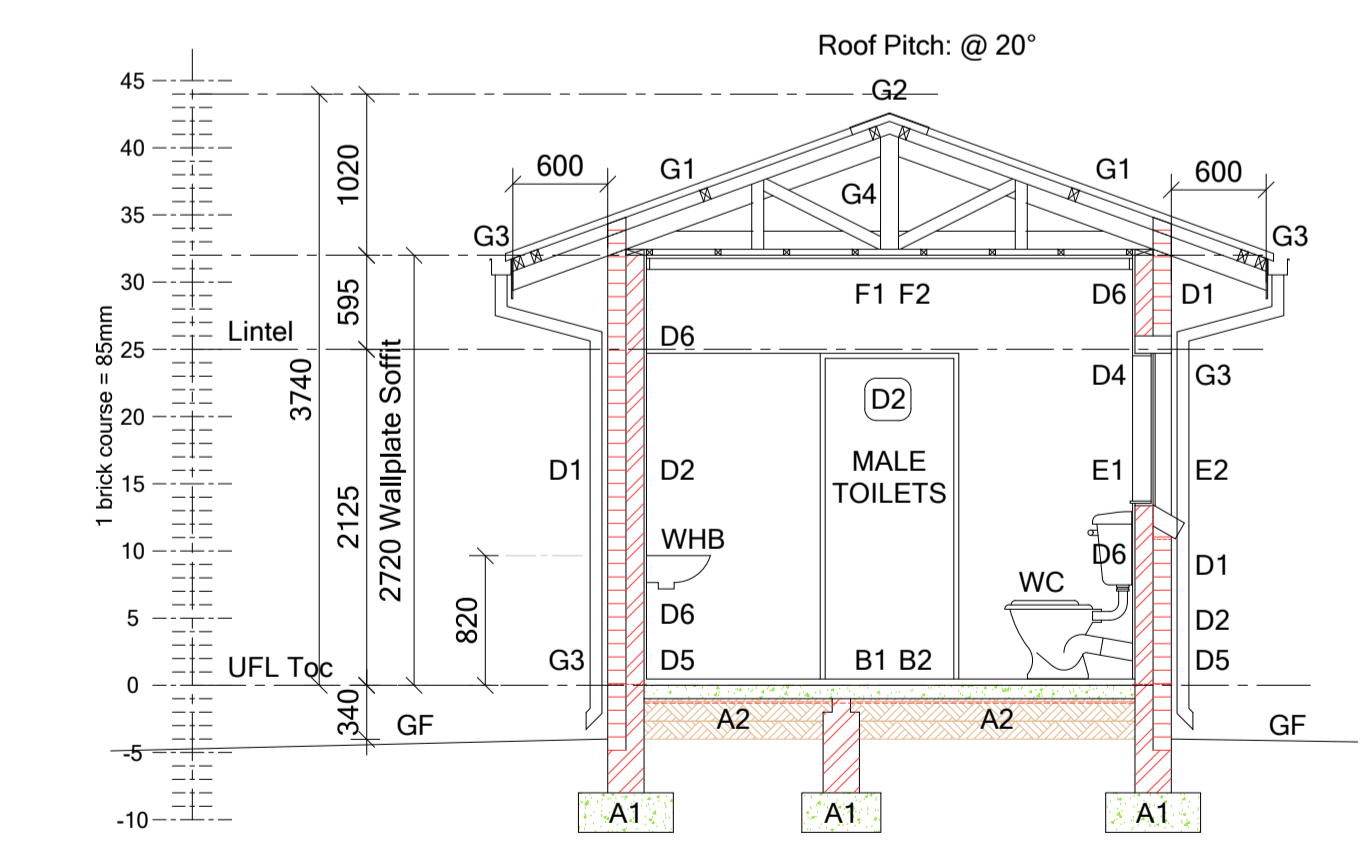 Roof Pitch: @ 20°
45
G2
40
1020
600
G1
G1
600
G4
35
G3
G3
30
595
F1 F2
D6
D1
Lintel
D6
25
3740
2720 Wallplate Soffit
1 brick course = 85mm
D4
G3
D2
20
MALE
TOILETS
D1
D2
E1
E2
15
2125
WHB
10
D6
D1
WC
820
5
D6
D2
UFL Toc
G3
D5
B1 B2
D5
0
340
GF
A2
A2
GF
-5
A1
A1
A1
-10